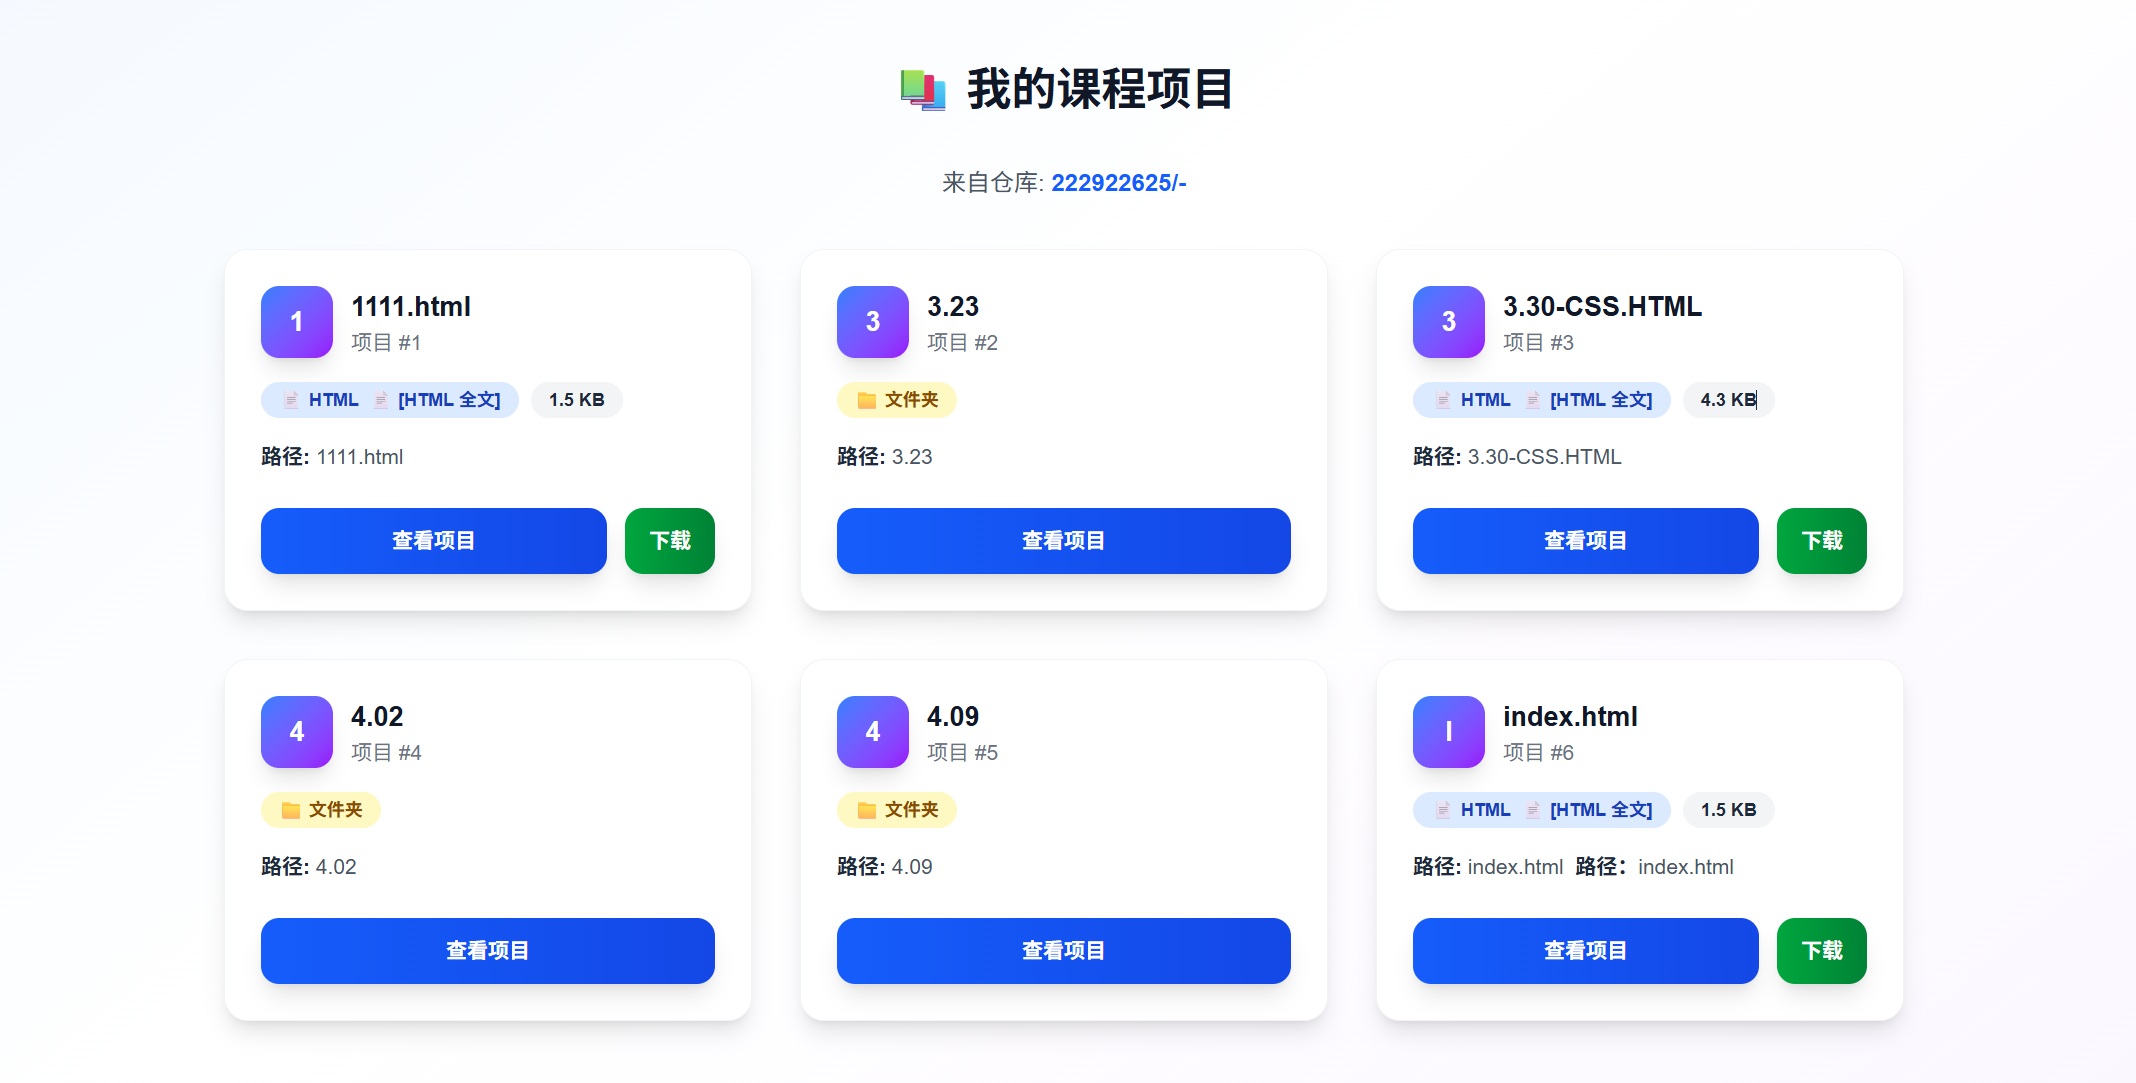 我的课程项目
来自仓库: 222922625/-
1
1111.html
项目 #1
HTML [HTML 全文] 1.5 KB
路径: 1111.html
查看项目 下载
3
3.23
项目 #2
文件夹
路径: 3.23
查看项目
3
3.30-CSS.HTML
项目 #3
HTML [HTML 全文] 4.3 KB
路径: 3.30-CSS.HTML
查看项目 下载
4
4.02
项目 #4
文件夹
路径: 4.02
查看项目
4
4.09
项目 #5
文件夹
路径: 4.09
查看项目
I
index.html
项目 #6
HTML [HTML 全文] 1.5 KB
路径: index.html 路径：index.html
查看项目 下载